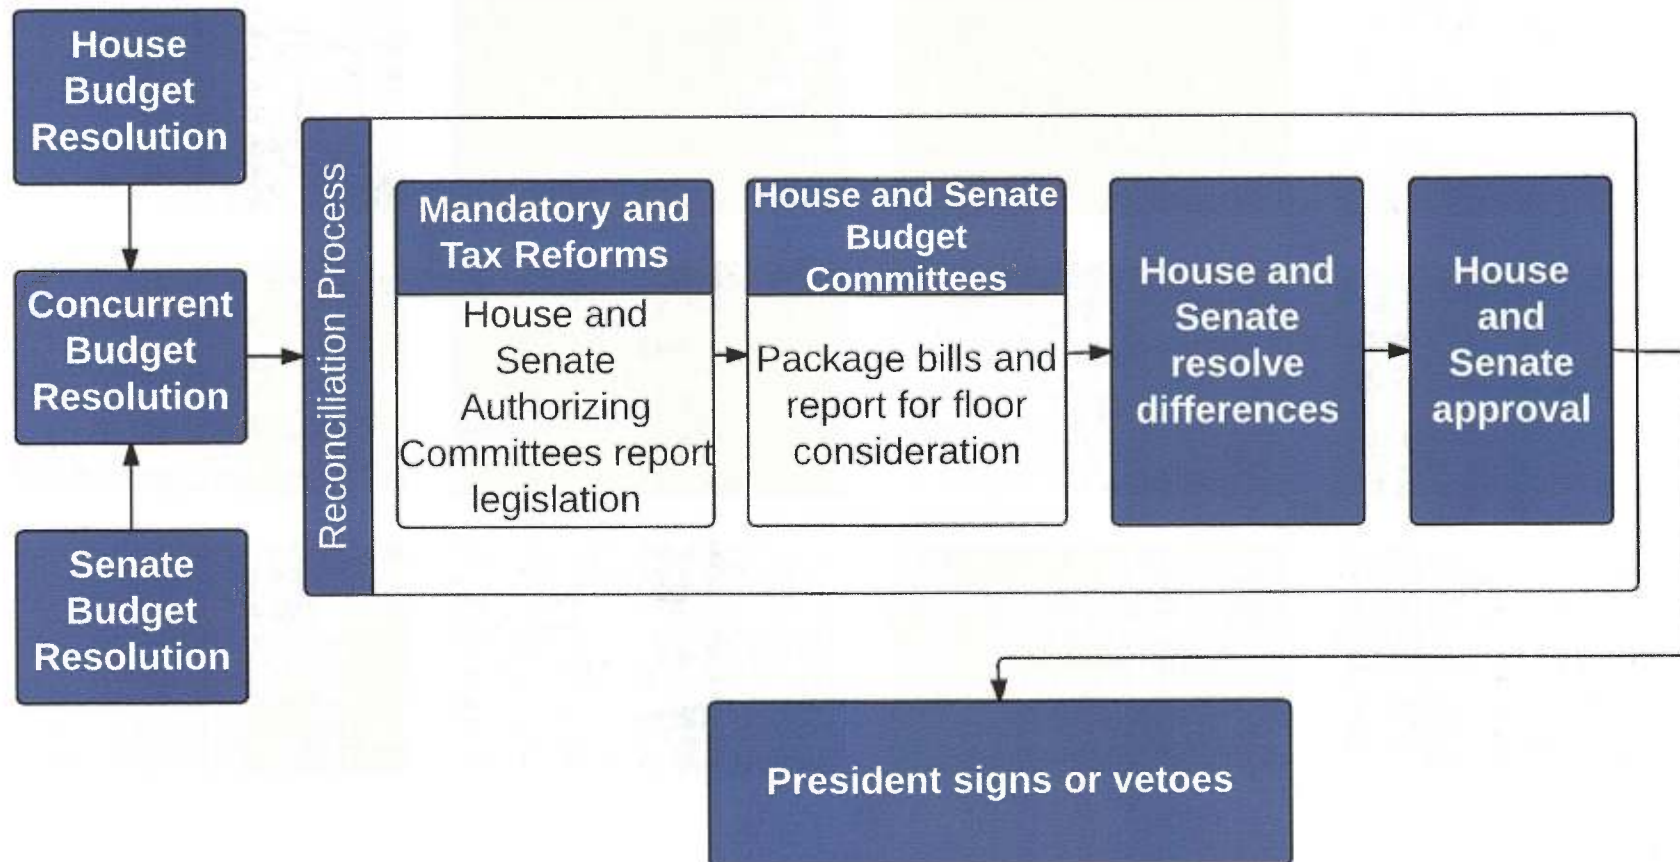 House
Budget
Resolution
Concurrent
Budget
Resolution
Senate
Budget
Resolution
Reconciliation Process
Mandatory and
Tax Reforms
House and
Senate
Authorizing
Committees report
legislation
House and Senate
Budget
Committees
Package bills and
report for floor
consideration
House and
Senate
resolve
differences
House
and
Senate
approval
President signs or vetoes